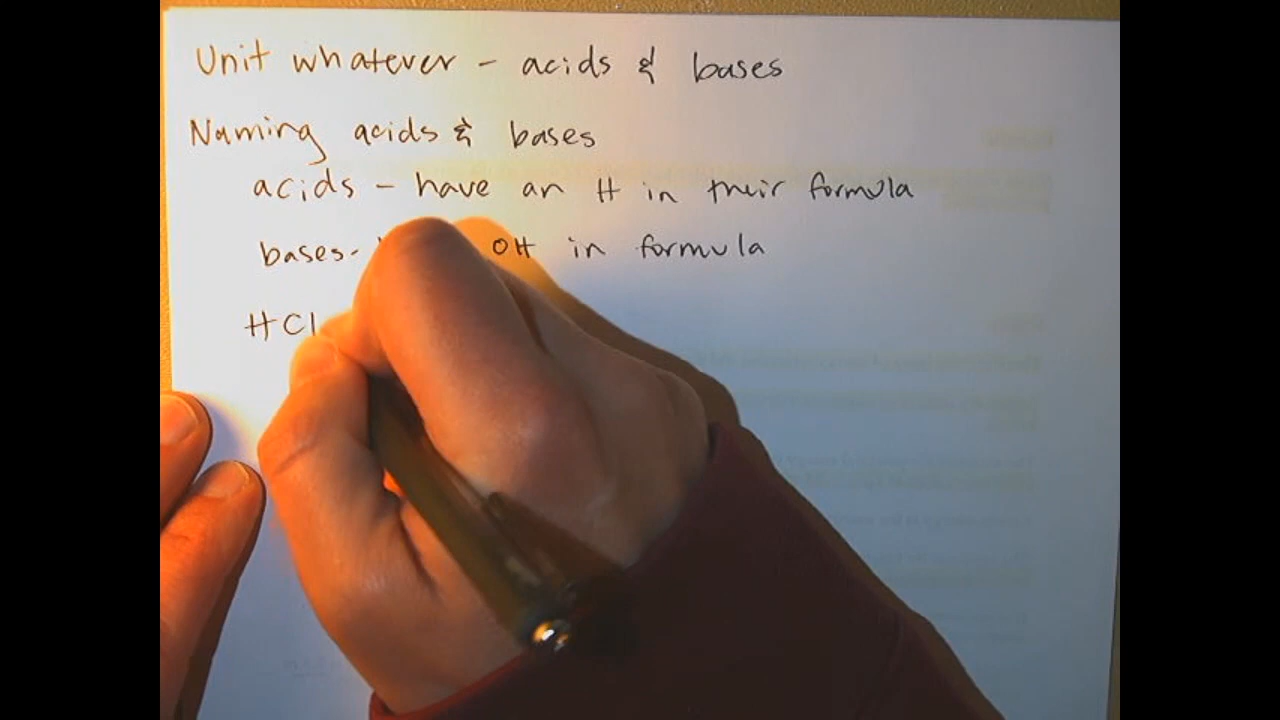 Unit whatever - acids & bases
Naming acids & bases
acids - have an H in their formula
bases- OH in formula
HCl